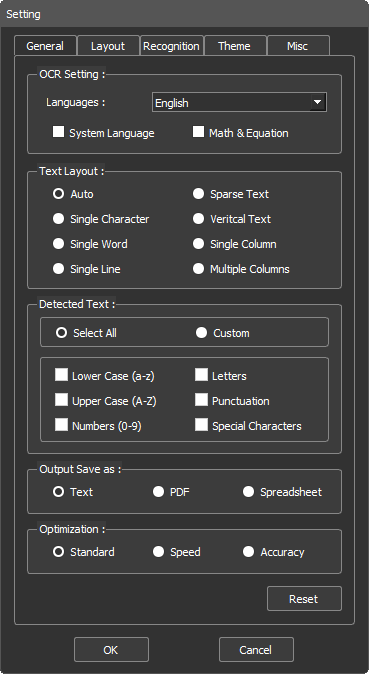 Setting
General Layout Recognition Theme Misc
OCR Setting :
Languages : English
System Language Math & Equation
Text Layout :
Auto Sparse Text
Single Character Veritcal Text
Single Word Single Column
Single Line Multiple Columns
Detected Text :
Select All Custom
Lower Case (a-z) Letters
Upper Case (A-Z) Punctuation
Numbers (0-9) Special Characters
Output Save as :
Text PDF Spreadsheet
Optimization :
Standard Speed Accuracy
Reset
OK Cancel